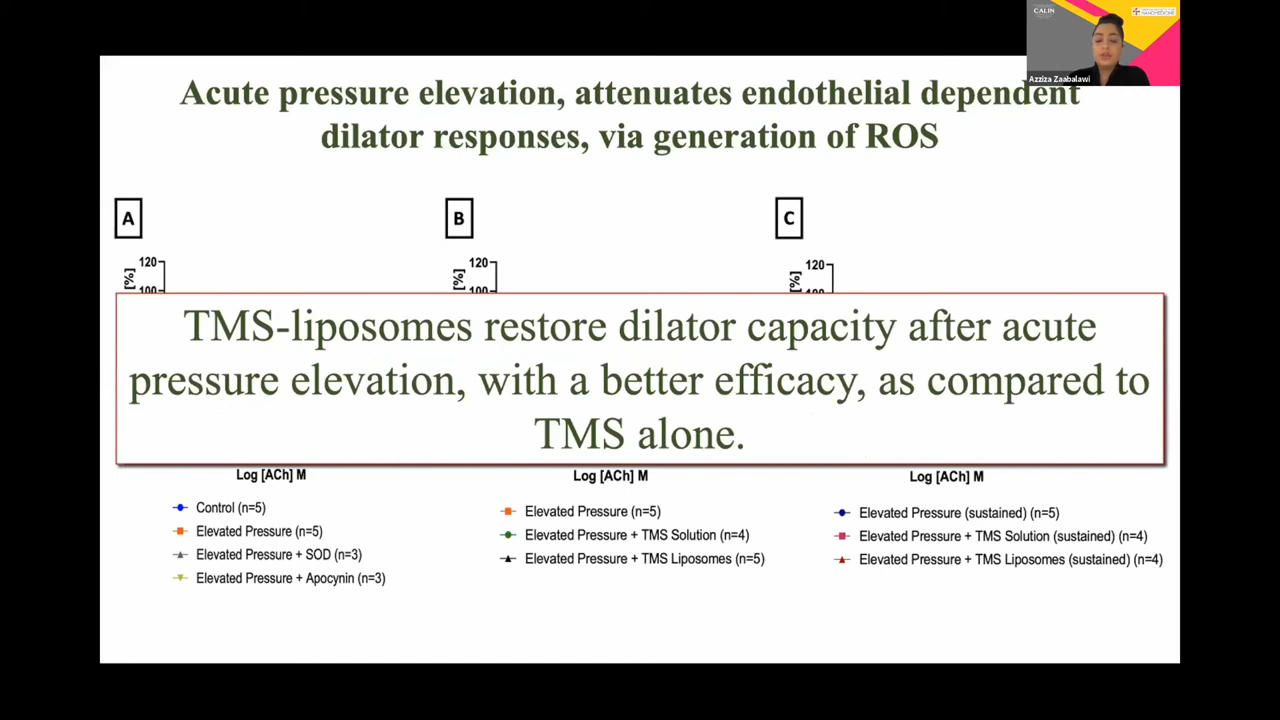 CALIN
NANOMEDICINE
Azziza Zaabalawi
Acute pressure elevation, attenuates endothelial dependent
dilator responses, via generation of ROS
A
B
C
120
[%]
100
120
[%]
100
120
[%]
TMS-liposomes restore dilator capacity after acute
pressure elevation, with a better efficacy, as compared to
TMS alone.
Log [ACh] M
Control (n=5)
Elevated Pressure (n=5)
Elevated Pressure + SOD (n=3)
Elevated Pressure + Apocynin (n=3)
Log [ACh] M
Elevated Pressure (n=5)
Elevated Pressure + TMS Solution (n=4)
Elevated Pressure + TMS Liposomes (n=5)
Log [ACh] M
Elevated Pressure (sustained) (n=5)
Elevated Pressure + TMS Solution (sustained) (n=4)
Elevated Pressure + TMS Liposomes (sustained) (n=4)